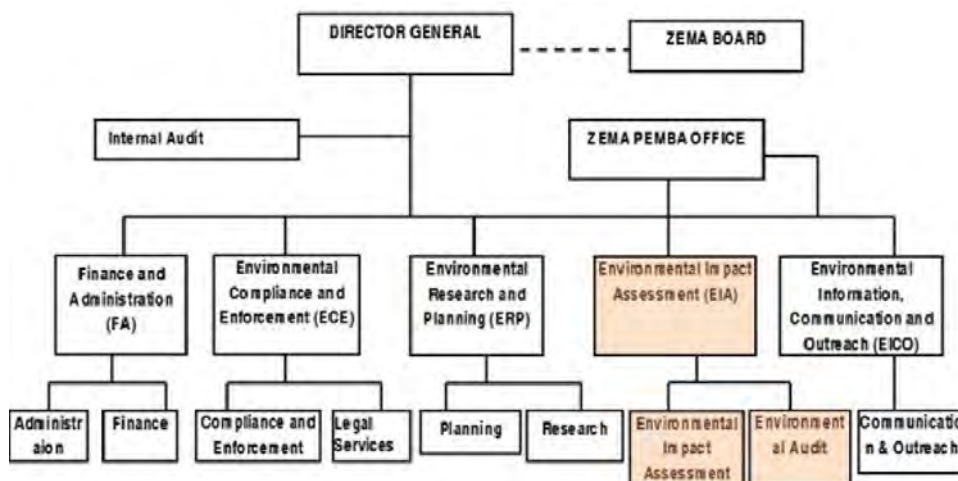 DIRECTOR GENERAL
ZEMA BOARD
Internal Audit
ZEMA PEMBA OFFICE
Finance and
Administration
(FA)
Environmental
Compliance and
Enforcement (ECE)
Environmental
Research and
Planning (ERP)
Environmental Impact
Assessment (EIA)
Environmental
Information,
Communication and
Outreach (EICO)
Administr
aion
Finance
Compliance and
Enforcement
Legal
Services
Planning
Research
Environmental
Impact
Assessment
Environment
al Audit
Communicatio
n & Outreach